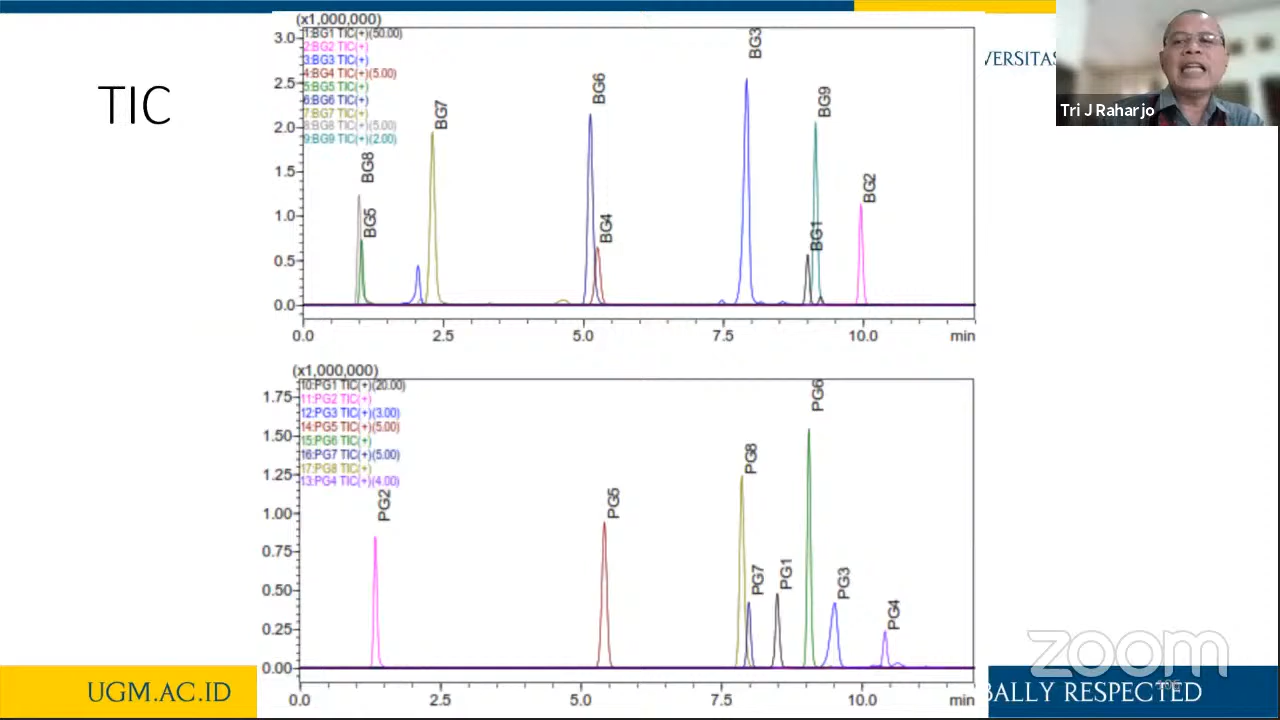 TIC
(x1,000,000)
3.0
2.5
2.0
1.5
1.0
0.5
0.0
1:BG1 TIC(+)(50.00)
2:BG2 TIC(+)
3:BG3 TIC(+)
4:BG4 TIC(+)(5.00)
5:BG5 TIC(+)
6:BG6 TIC(+)
7:BG7 TIC(+)
8:BG8 TIC(+)(5.00)
9:BG9 TIC(+)(2.00)
BG8
BG5
BG7
BG6
BG4
BG3
BG1
BG9
BG2
0.0 2.5 5.0 7.5 10.0 min
VERSITAS
Tri J Raharjo
(x1,000,000)
1.75
1.50
1.25
1.00
0.75
0.50
0.25
0.00
10:PG1 TIC(+)(20.00)
11:PG2 TIC(+)
12:PG3 TIC(+)(3.00)
14:PG5 TIC(+)(5.00)
15:PG6 TIC(+)
16:PG7 TIC(+)(5.00)
17:PG8 TIC(+)
13:PG4 TIC(+)(4.00)
PG2
PG5
PG8
PG7
PG1
PG6
PG3
PG4
0.0 2.5 5.0 7.5 10.0 min
zoom
UGM.AC.ID
BALLY RESPECTED